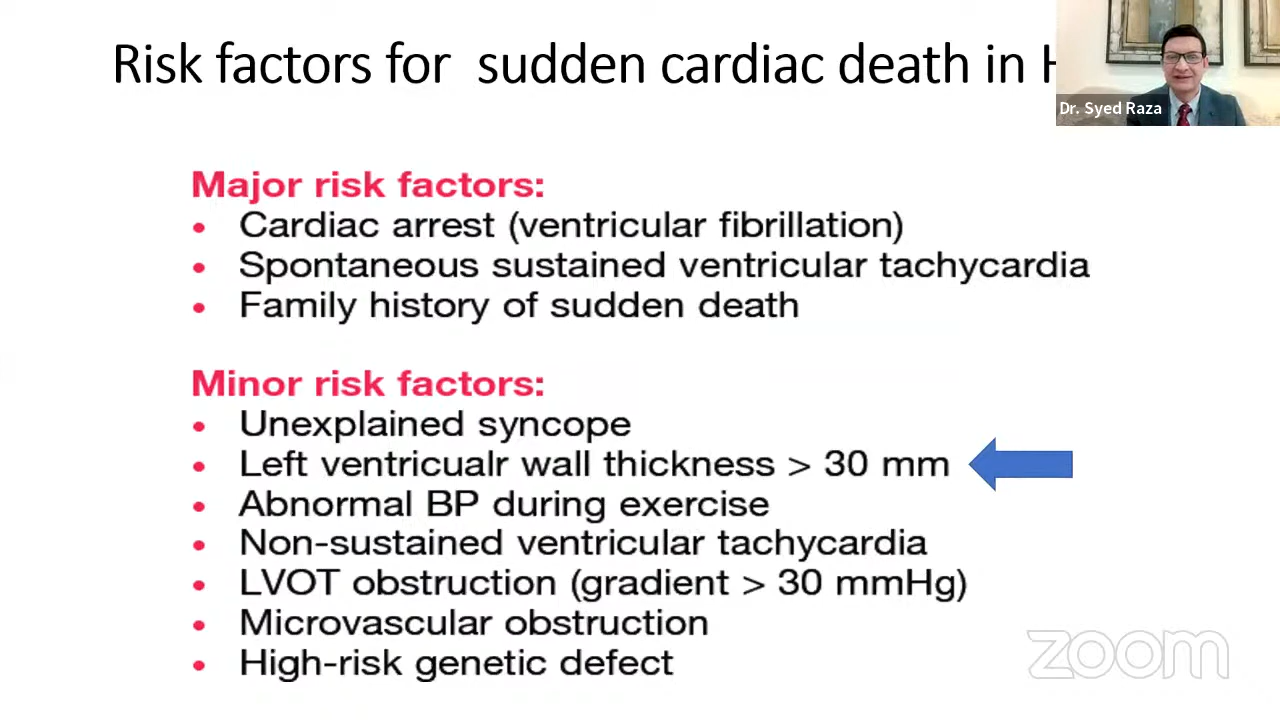 Risk factors for sudden cardiac death in H
Dr. Syed Raza
Major risk factors:
• Cardiac arrest (ventricular fibrillation)
• Spontaneous sustained ventricular tachycardia
• Family history of sudden death
Minor risk factors:
• Unexplained syncope
• Left ventricualr wall thickness > 30 mm
• Abnormal BP during exercise
• Non-sustained ventricular tachycardia
• LVOT obstruction (gradient > 30 mmHg)
• Microvascular obstruction
• High-risk genetic defect
zoom